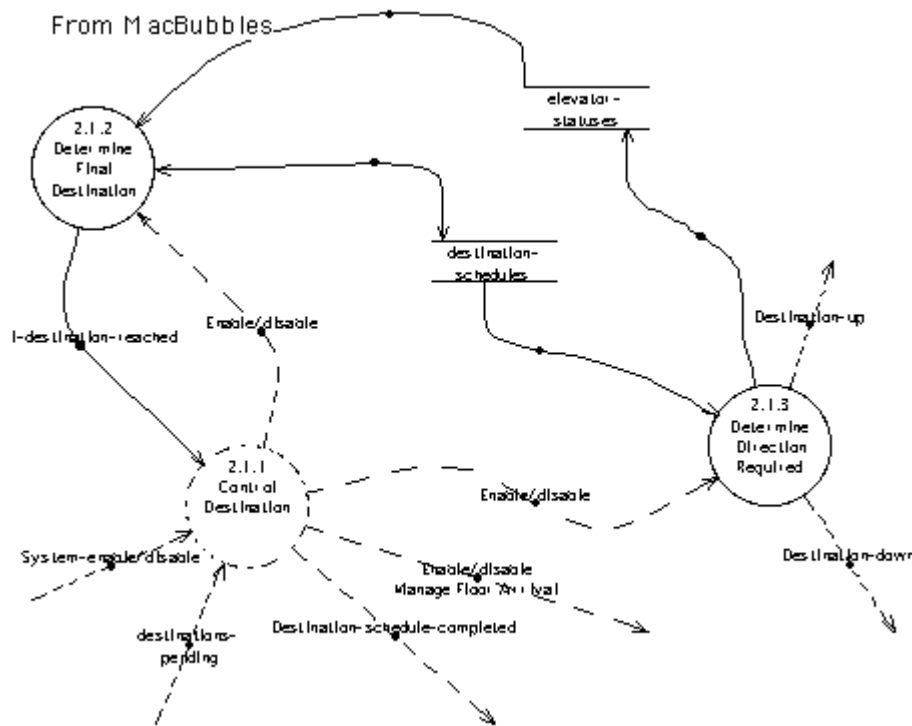 From MacBubbles
elevator-
statuses
2.1.2
Determine
Final
Destination
destination-
schedules
Destination-up
Enable/disable
l-destination-reached
2.1.3
Determine
Direction
Required
2.1.1
Control
Destination
Enable/disable
System-enable/disable
Destination-down
Enable/disable
Manage Floor Arrival
destinations-
pending
Destination-schedule-completed